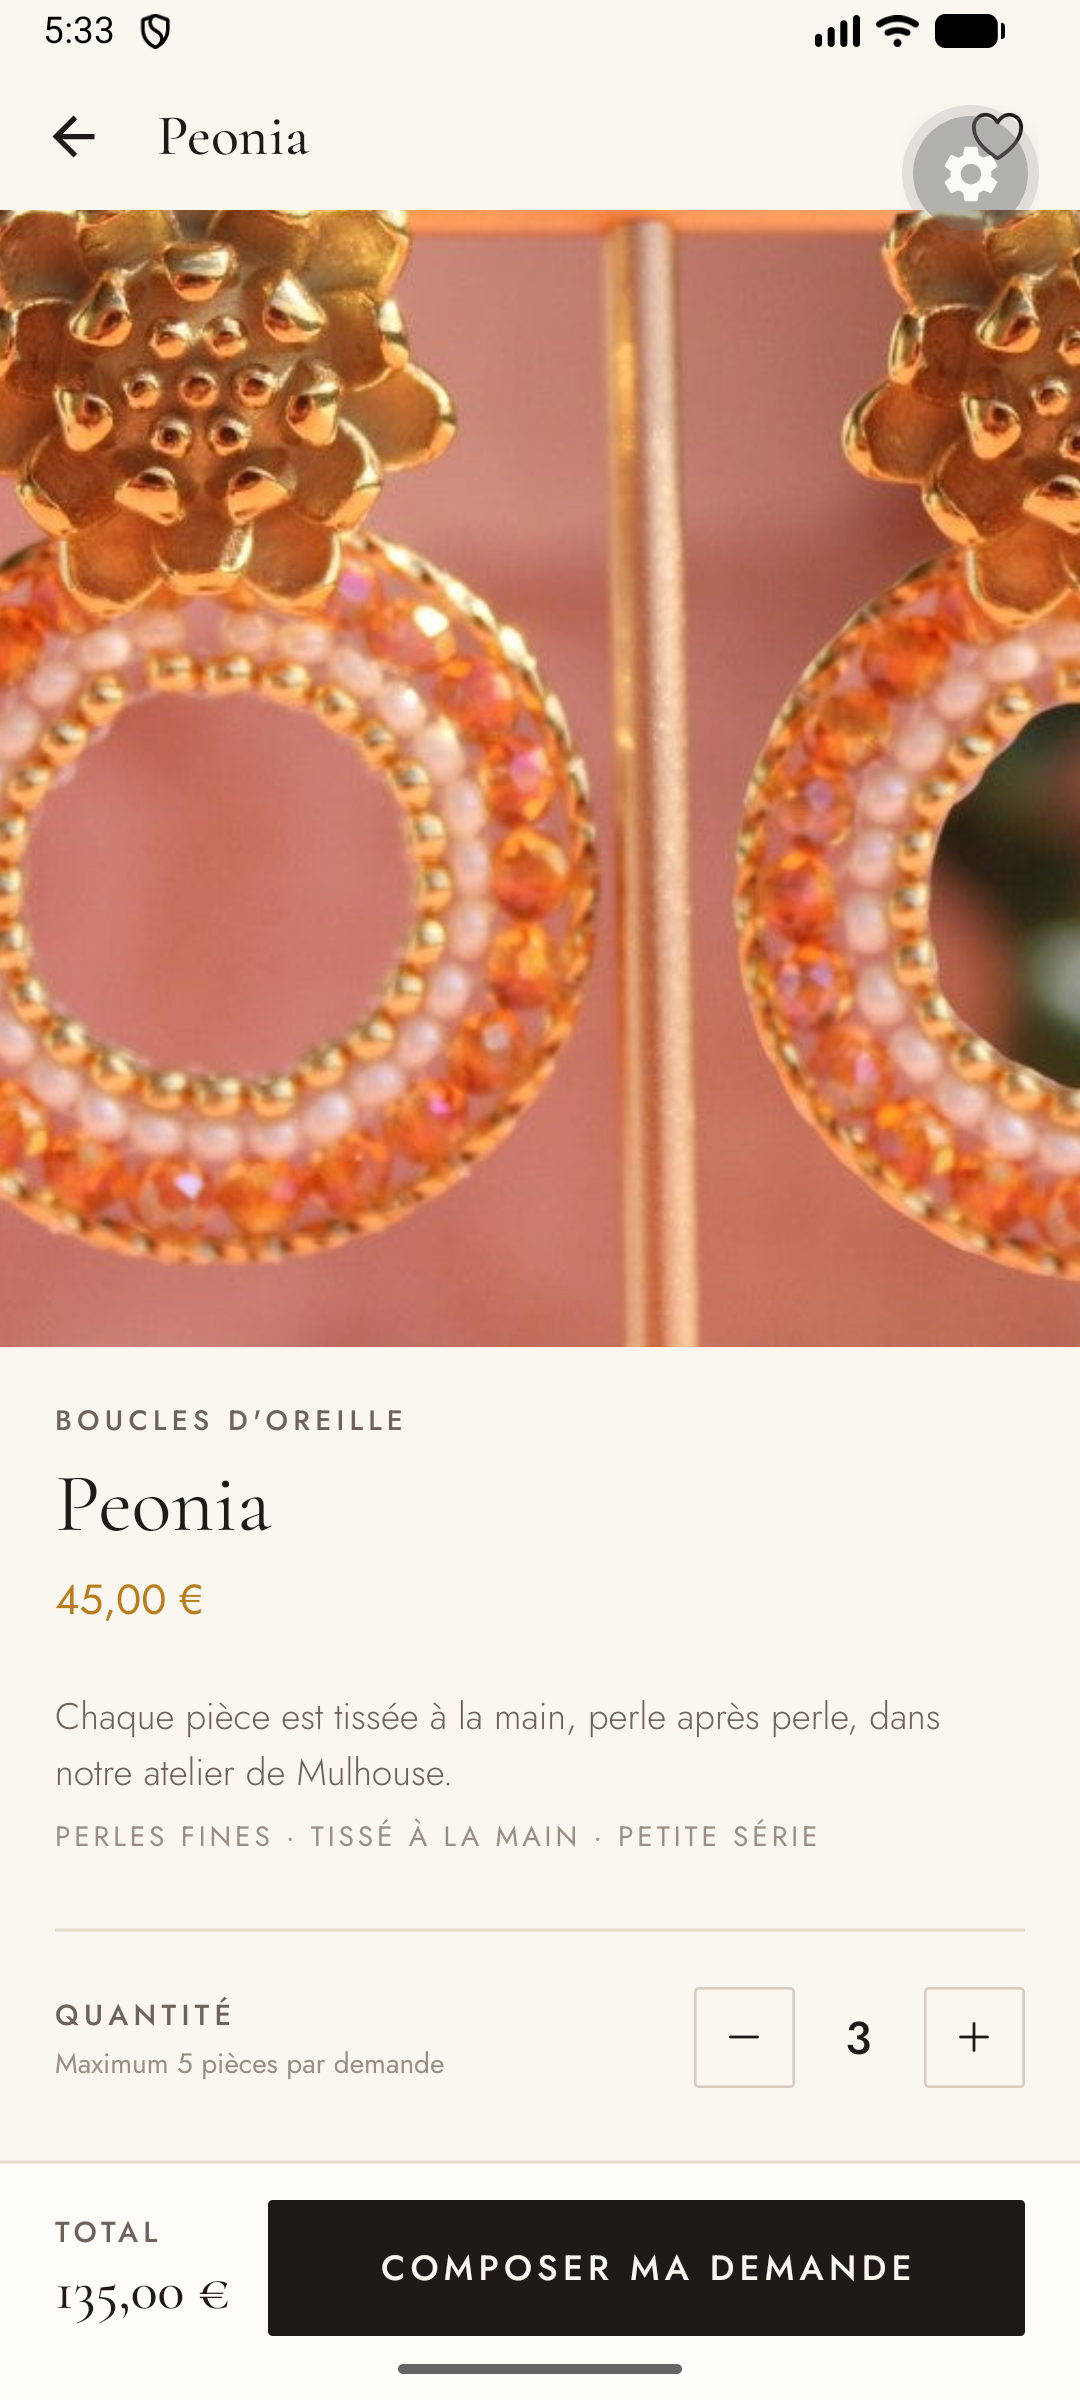 5:33
Peonia
BOUCLES D'OREILLE
Peonia
45,00 €
Chaque pièce est tissée à la main, perle après perle, dans
notre atelier de Mulhouse.
PERLES FINES · TISSÉ À LA MAIN · PETITE SÉRIE
QUANTITÉ
Maximum 5 pièces par demande
− 3 +
TOTAL
135,00 €
COMPOSER MA DEMANDE